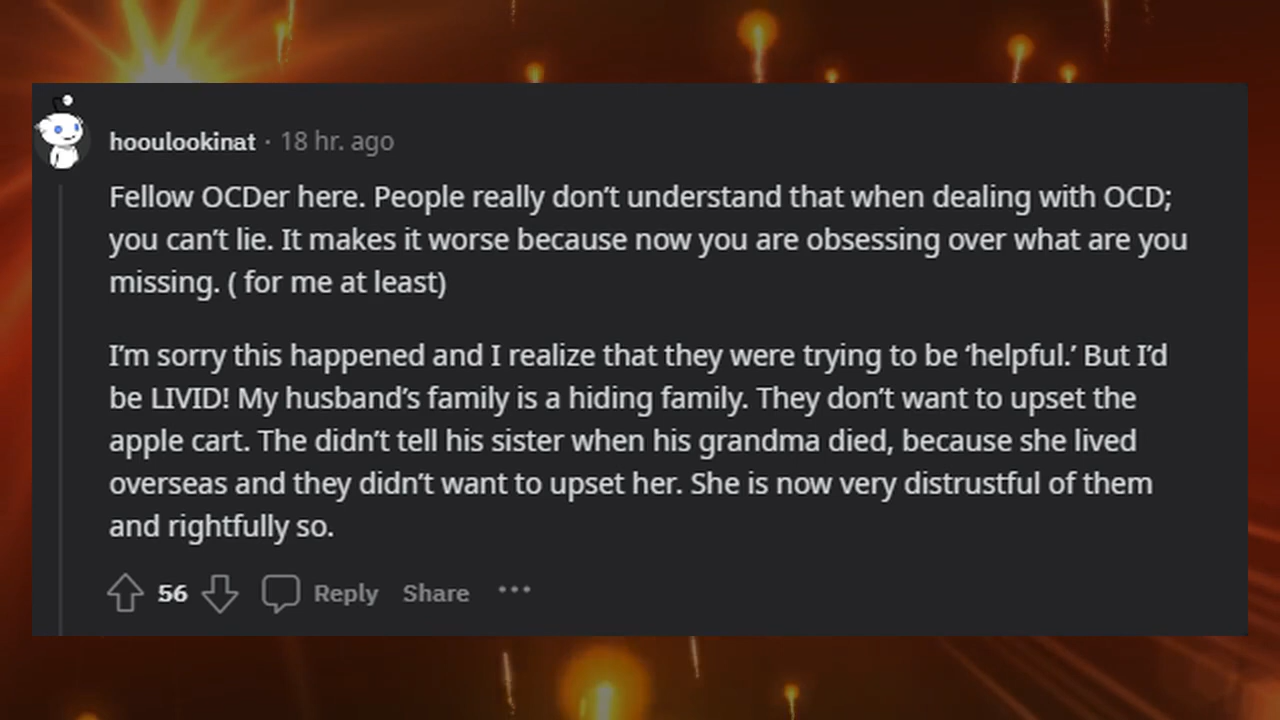 hooulookinat · 18 hr. ago
Fellow OCDer here. People really don’t understand that when dealing with OCD;
you can’t lie. It makes it worse because now you are obsessing over what are you
missing. ( for me at least)
I’m sorry this happened and I realize that they were trying to be ‘helpful.’ But I’d
be LIVID! My husband’s family is a hiding family. They don’t want to upset the
apple cart. The didn’t tell his sister when his grandma died, because she lived
overseas and they didn’t want to upset her. She is now very distrustful of them
and rightfully so.
56 Reply Share ···